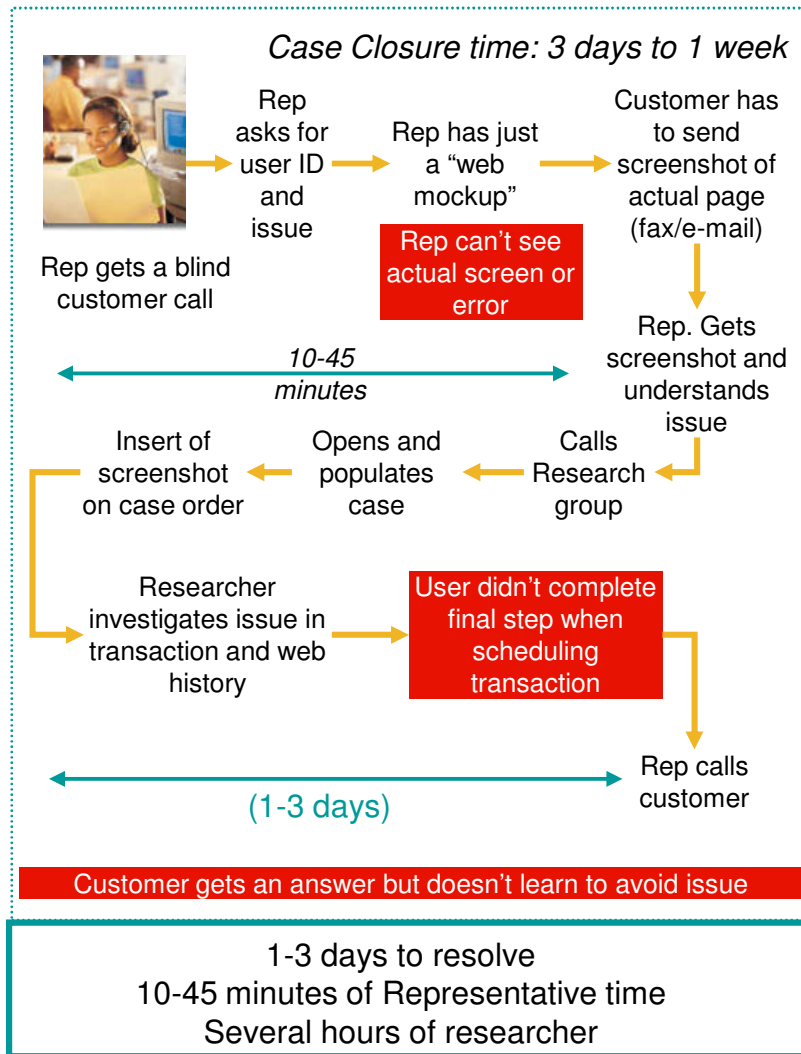 Case Closure time: 3 days to 1 week
Rep gets a blind
customer call
Rep
asks for
user ID
and
issue
Rep has just
a “web
mockup”
Rep can’t see
actual screen or
error
Customer has
to send
screenshot of
actual page
(fax/e-mail)
10-45
minutes
Rep. Gets
screenshot and
understands
issue
Calls
Research
group
Opens and
populates
case
Insert of
screenshot
on case order
Researcher
investigates issue in
transaction and web
history
User didn’t complete
final step when
scheduling
transaction
Rep calls
customer
(1-3 days)
Customer gets an answer but doesn’t learn to avoid issue
1-3 days to resolve
10-45 minutes of Representative time
Several hours of researcher